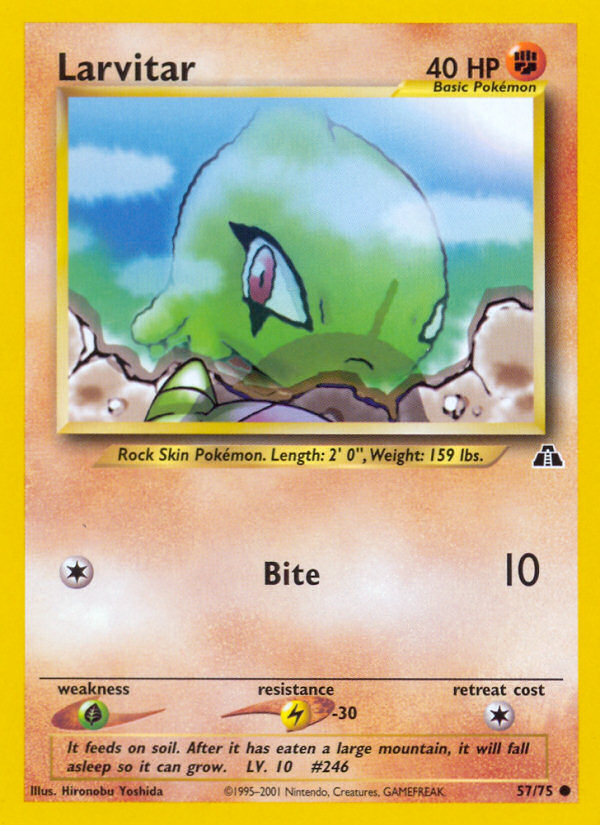 Larvitar
40 HP
Basic Pokémon
Rock Skin Pokémon. Length: 2' 0", Weight: 159 lbs.
Bite 10
weakness resistance retreat cost
-30
It feeds on soil. After it has eaten a large mountain, it will fall
asleep so it can grow. LV. 10 #246
Illus. Hironobu Yoshida ©1995-2001 Nintendo, Creatures, GAMEFREAK 57/75